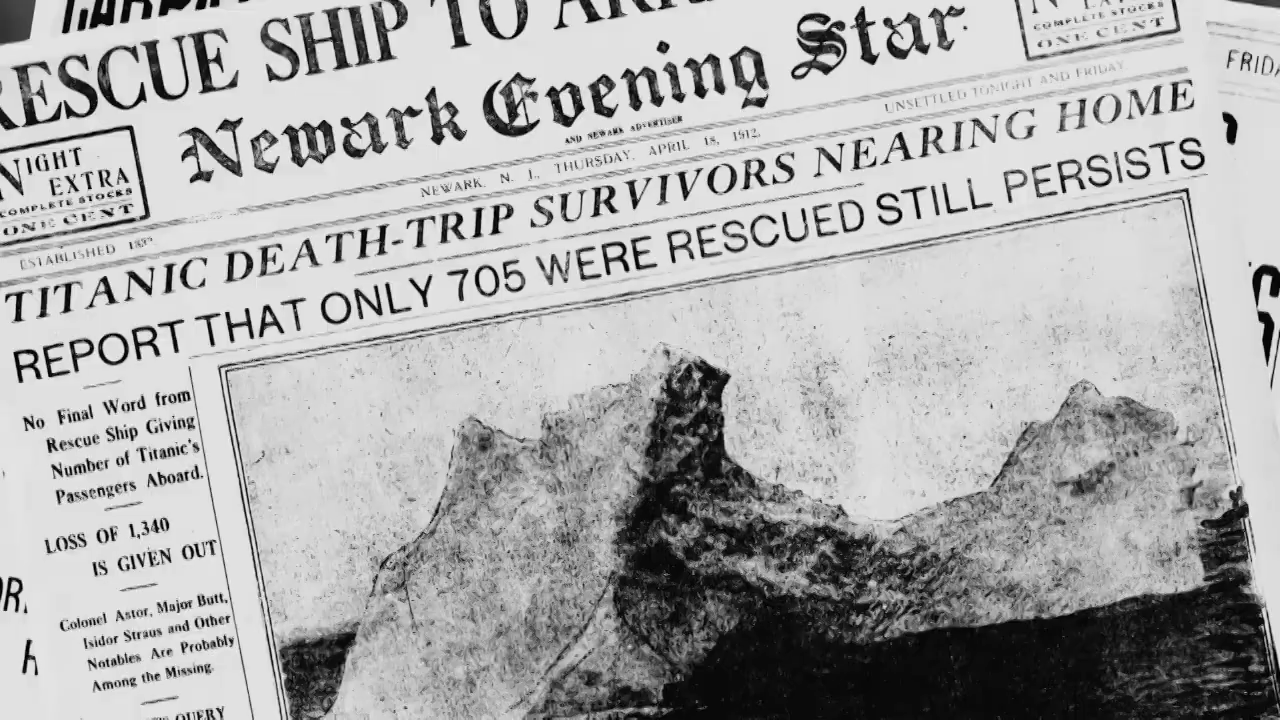 RESCUE SHIP TO
Newark Evening Star
AND NEWARK ADVERTISER
COMPLETE STOCKS
ONE CENT
NIGHT
EXTRA
COMPLETE STOCKS
ONE CENT
ESTABLISHED
NEWARK, N. J., THURSDAY, APRIL 18, 1912.
UNSETTLED TONIGHT AND FRIDAY
TITANIC DEATH-TRIP SURVIVORS NEARING HOME
REPORT THAT ONLY 705 WERE RESCUED STILL PERSISTS
No Final Word from
Rescue Ship Giving
Number of Titanic's
Passengers Aboard.
LOSS OF 1,340
IS GIVEN OUT
Colonel Astor, Major Butt,
Isidor Straus and Other
Notables Are Probably
Among the Missing.
QUERY